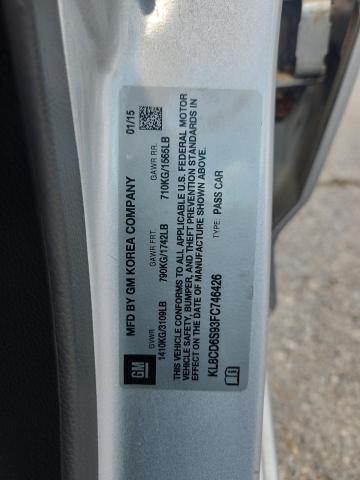 MFD BY GM KOREA COMPANY
01/15
GVWR GAWR FRT GAWR RR.
1410KG/3109LB 790KG/1742LB 710KG/1565LB
THIS VEHICLE CONFORMS TO ALL APPLICABLE U.S. FEDERAL MOTOR
VEHICLE SAFETY, BUMPER, AND THEFT PREVENTION STANDARDS IN
EFFECT ON THE DATE OF MANUFACTURE SHOWN ABOVE.
KL8CD6S93FC746426 TYPE: PASS CAR
GM